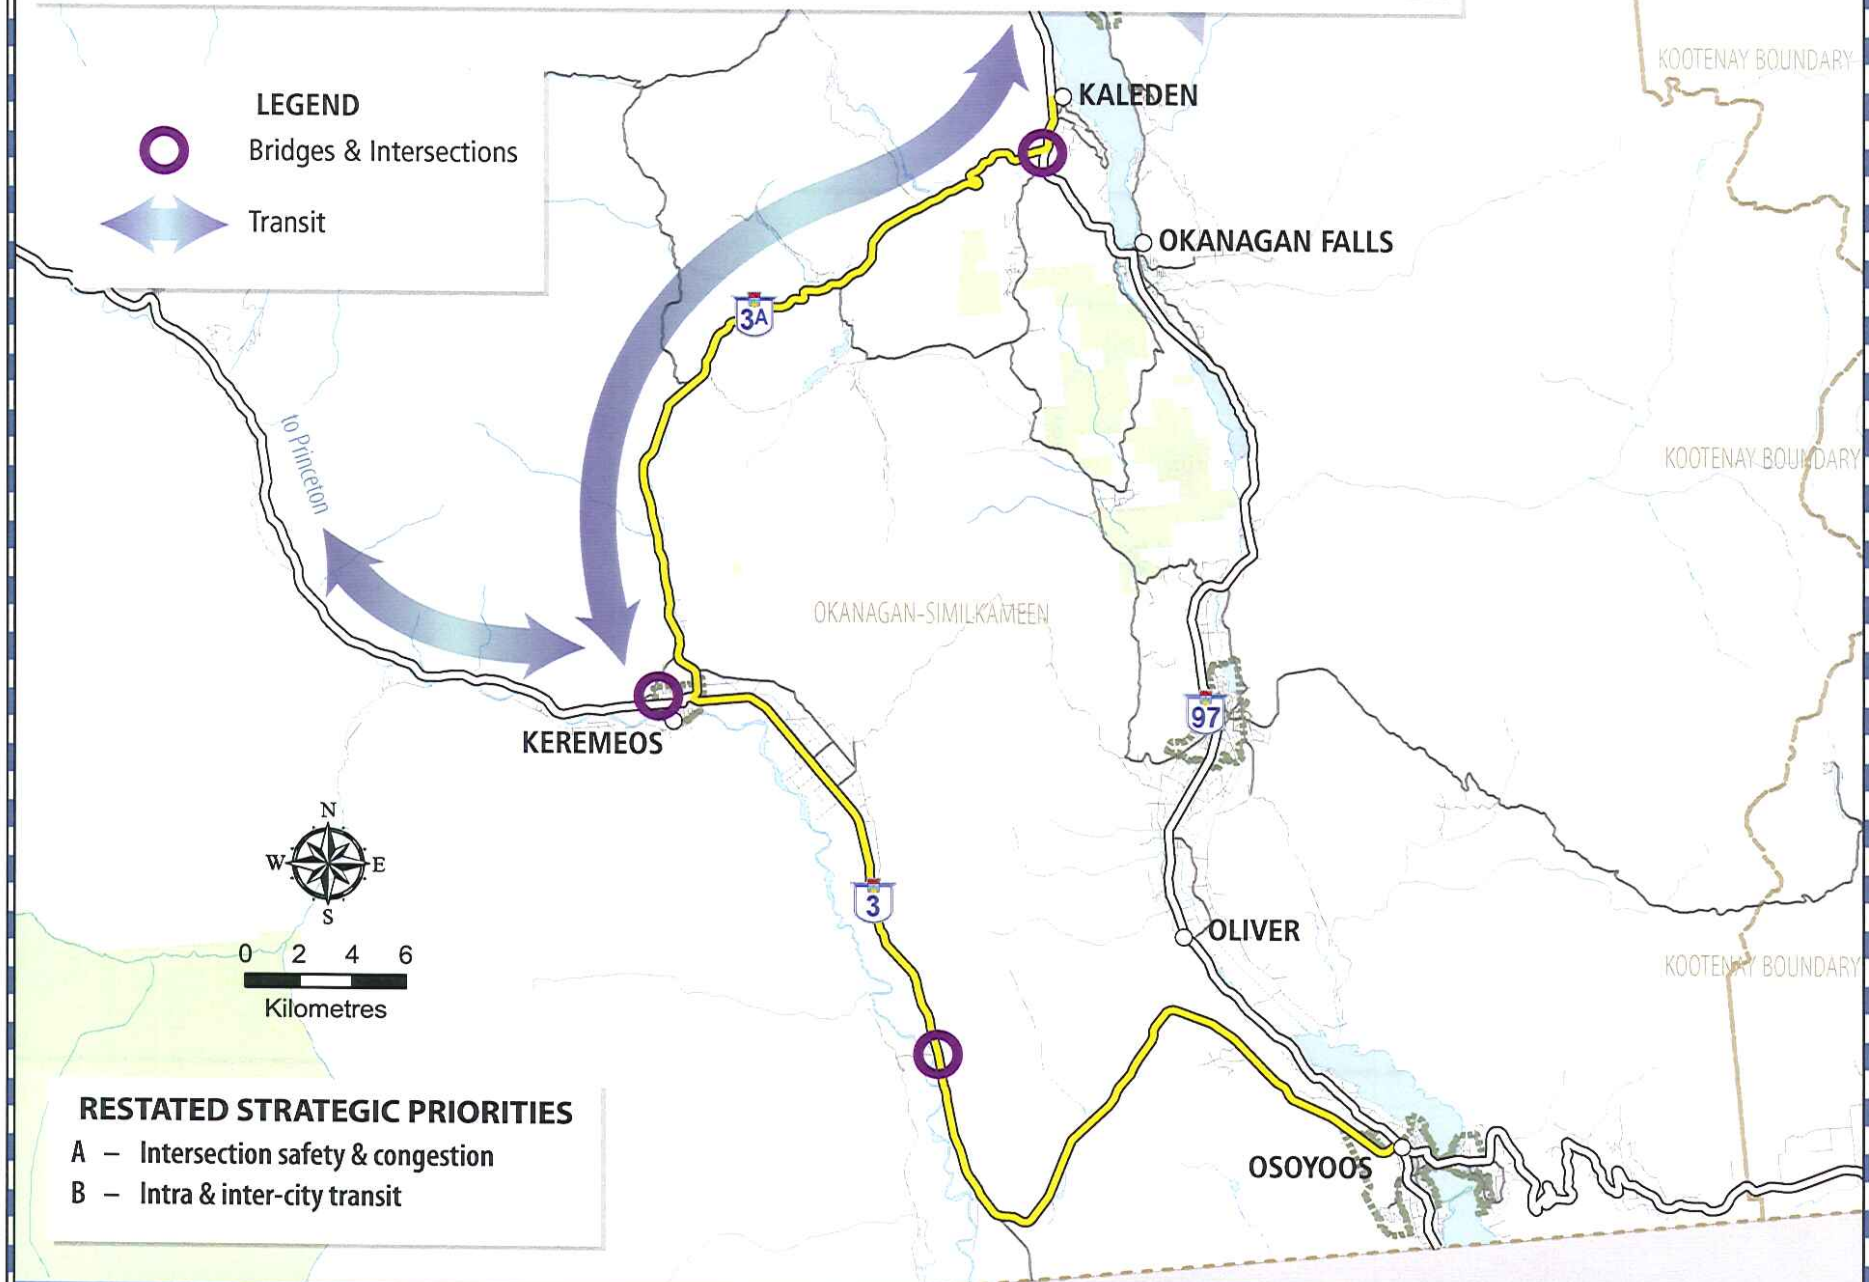 KOOTENAY BOUNDARY
LEGEND
Bridges & Intersections
Transit
KALEDEN
OKANAGAN FALLS
3A
to Princeton
KOOTENAY BOUNDARY
OKANAGAN-SIMILKAMEEN
97
KEREMEOS
N
W
E
S
3
OLIVER
0 2 4 6
Kilometres
KOOTENAY BOUNDARY
RESTATED STRATEGIC PRIORITIES
A – Intersection safety & congestion
B – Intra & inter-city transit
OSOYOOS